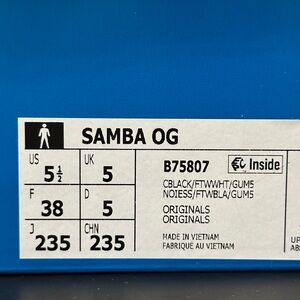 SAMBA OG
US
5½
UK
5
F
38
D
5
J
235
CHN
235
B75807
Inside
CBLACK/FTWWHT/GUM5
NOIESS/FTWBLA/GUM5
ORIGINALS
ORIGINALS
MADE IN VIETNAM
FABRIQUÉ AU VIETNAM